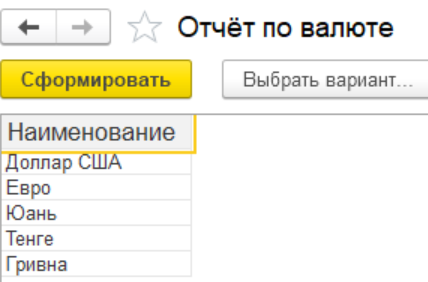 Отчёт по валюте
Сформировать
Выбрать вариант...
Наименование
Доллар США
Евро
Юань
Тенге
Гривна